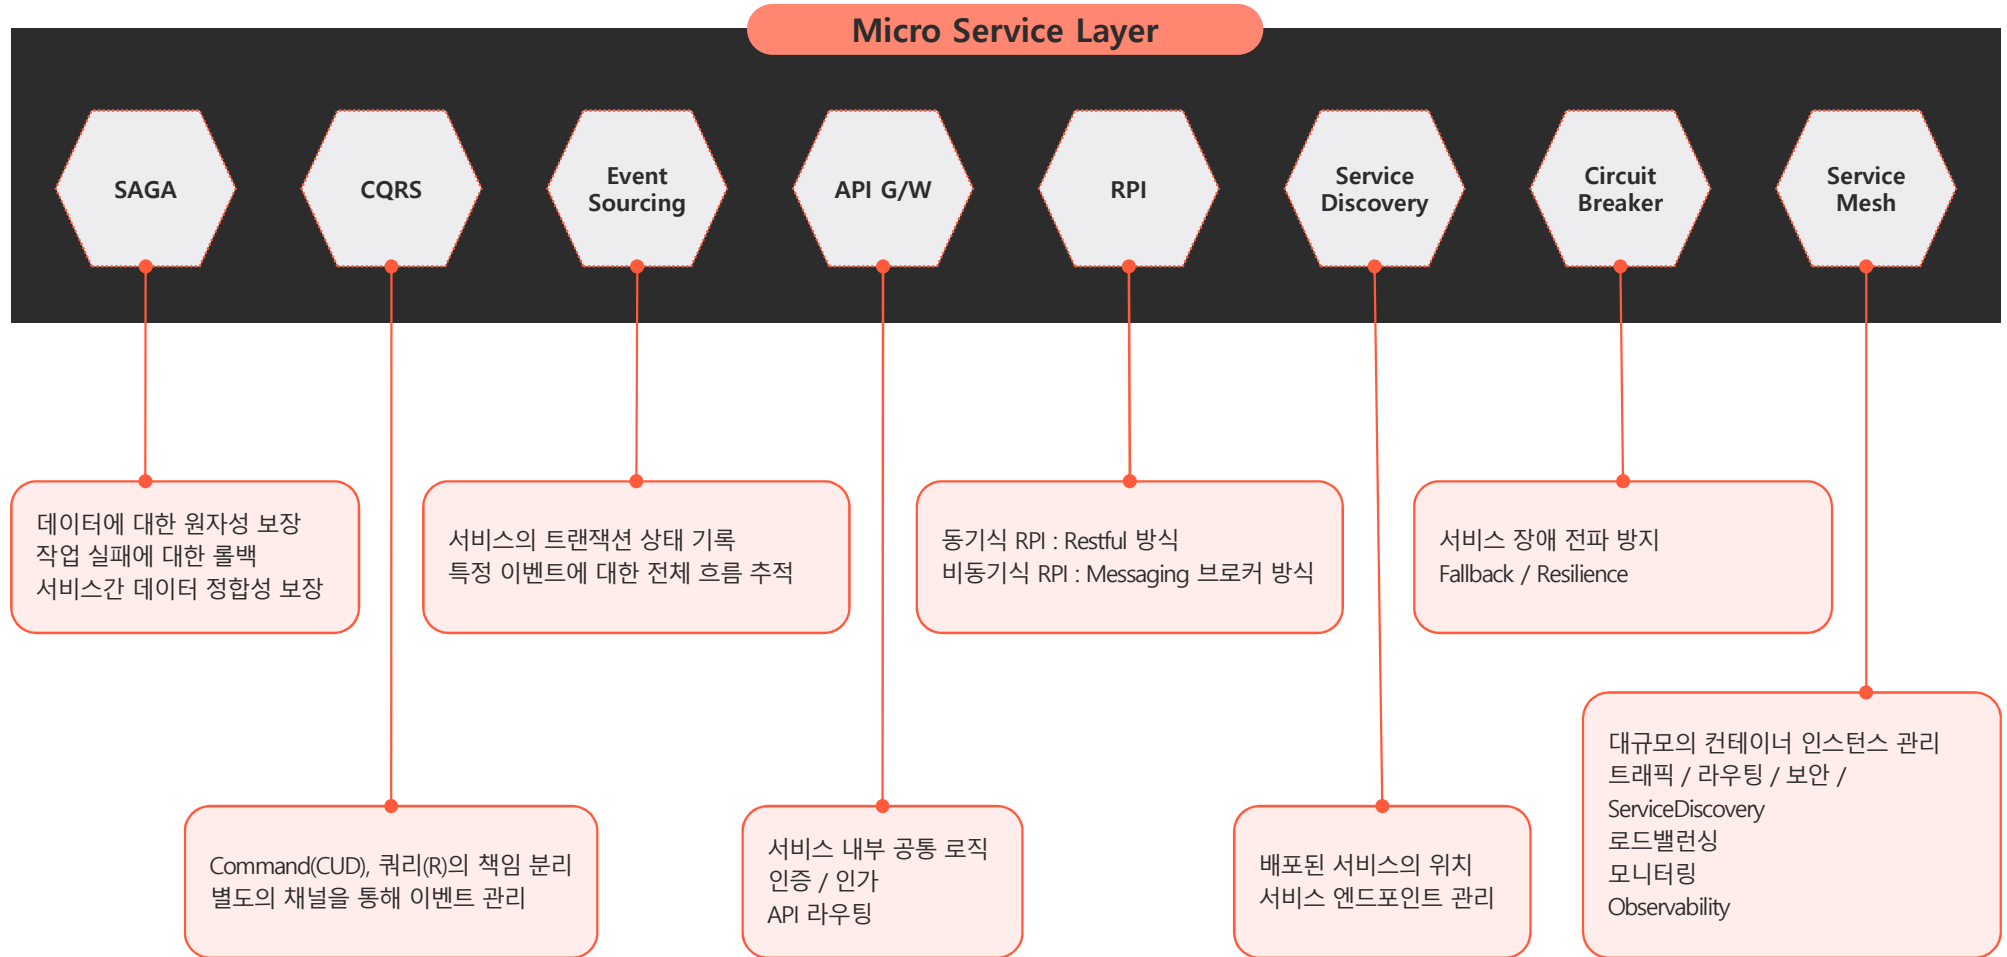 Micro Service Layer
SAGA
CQRS
Event
Sourcing
API G/W
RPI
Service
Discovery
Circuit
Breaker
Service
Mesh
데이터에 대한 원자성 보장
작업 실패에 대한 롤백
서비스간 데이터 정합성 보장
서비스의 트랜잭션 상태 기록
특정 이벤트에 대한 전체 흐름 추적
동기식 RPI : Restful 방식
비동기식 RPI : Messaging 브로커 방식
서비스 장애 전파 방지
Fallback / Resilience
Command(CUD), 쿼리(R)의 책임 분리
별도의 채널을 통해 이벤트 관리
서비스 내부 공통 로직
인증 / 인가
API 라우팅
배포된 서비스의 위치
서비스 엔드포인트 관리
대규모의 컨테이너 인스턴스 관리
트래픽 / 라우팅 / 보안 /
ServiceDiscovery
로드밸런싱
모니터링
Observability